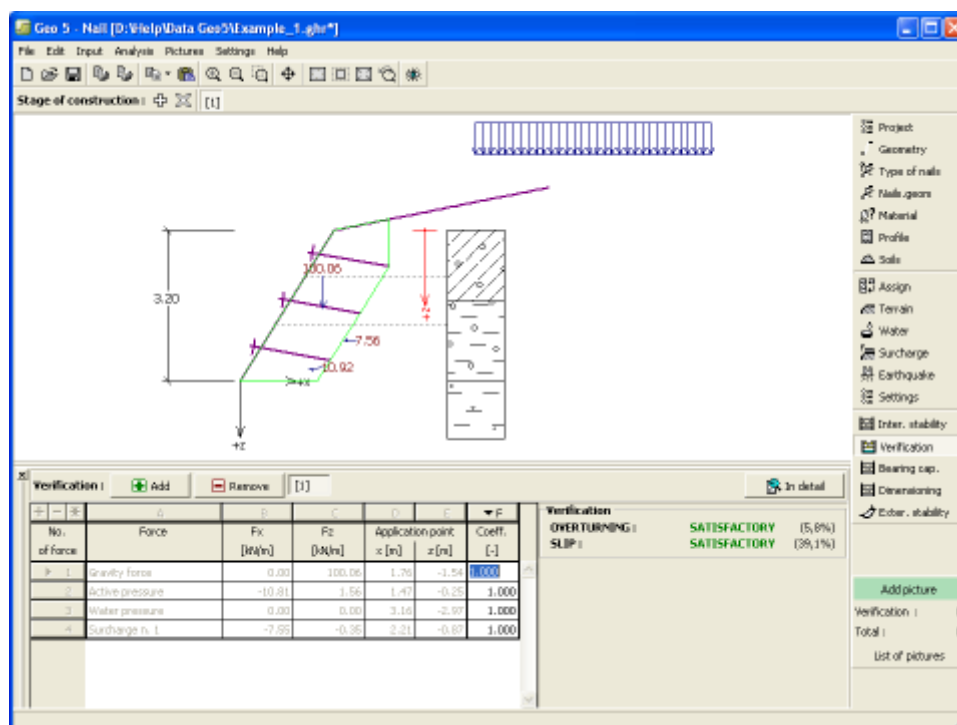 Geo 5 - Nail [D:\Help\Data Geo5\Example_1.ghr*]
File Edit Input Analysis Pictures Settings Help
Stage of construction : [1]
3.20
100.06
+z
7.56
10.92
+x
+z
Project
Geometry
Type of nails
Nails.geom
Material
Profile
Soils
Assign
Terrain
Water
Surcharge
Earthquake
Settings
Inter. stability
Verification
Bearing cap.
Dimensioning
Exter. stability
Add picture
Verification :
Total :
List of pictures
Verification : Add Remove [1] In detail
A B C D E F
No. Force Fx Fz Application point Coeff.
of force [kN/m] [kN/m] x [m] z [m] [-]
1 Gravity force 0.00 100.06 1.76 -1.54 1.000
2 Active pressure -10.81 1.56 1.47 -0.25 1.000
3 Water pressure 0.00 0.00 3.16 -2.97 1.000
4 Surcharge n. 1 -7.55 -0.35 2.21 -0.87 1.000
Verification
OVERTURNING : SATISFACTORY (5,8%)
SLIP : SATISFACTORY (39,1%)